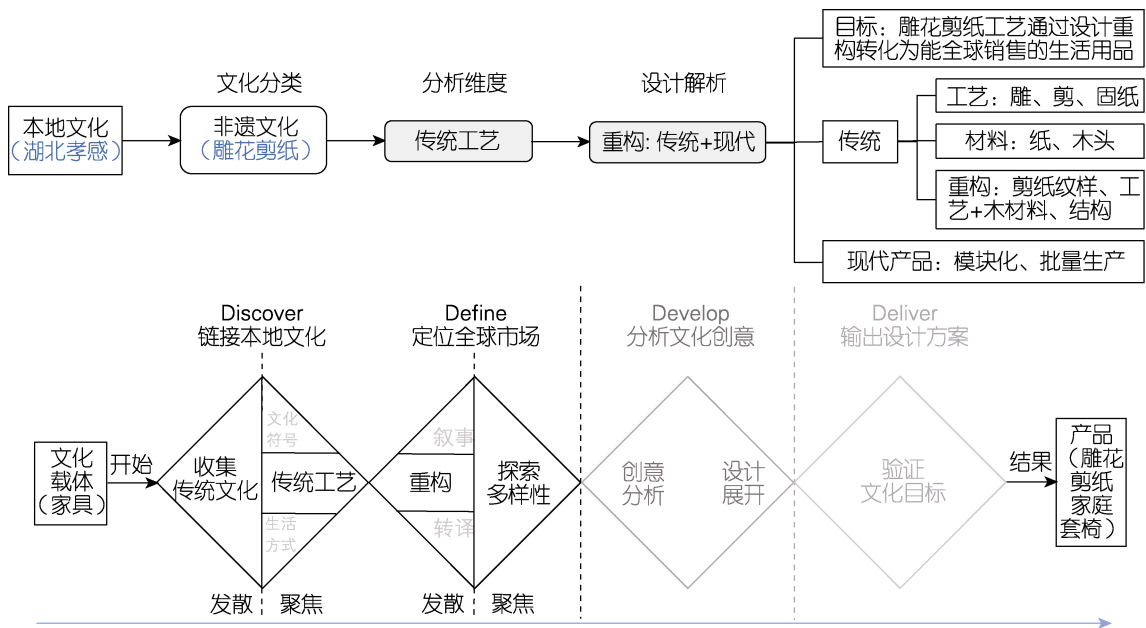 目标：雕花剪纸工艺通过设计重
构转化为能全球销售的生活用品
文化分类
分析维度
设计解析
工艺：雕、剪、固纸
本地文化
（湖北孝感）
非遗文化
（雕花剪纸）
传统工艺
重构: 传统+现代
传统
材料：纸、木头
重构：剪纸纹样、工
艺+木材料、结构
现代产品：模块化、批量生产
Discover
链接本地文化
Define
定位全球市场
Develop
分析文化创意
Deliver
输出设计方案
文化
载体
（家具）
开始
收集
传统文化
文化
符号
传统工艺
生活
方式
叙事
重构
转译
探索
多样性
创意
分析
设计
展开
验证
文化目标
结果
产品
（雕花
剪纸
家庭
套椅）
发散
聚焦
发散
聚焦